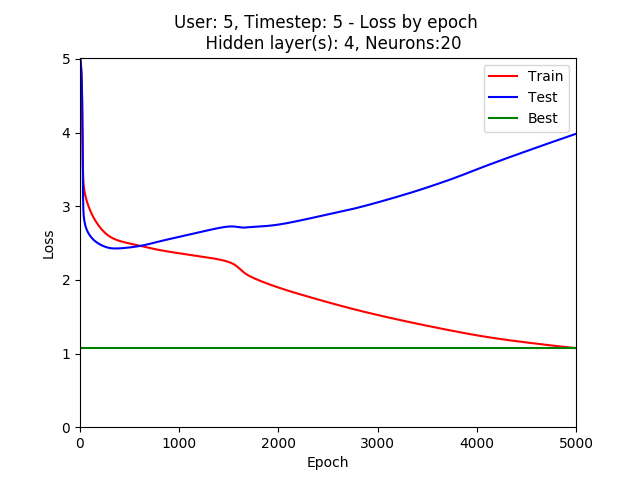 User: 5, Timestep: 5 - Loss by epoch
Hidden layer(s): 4, Neurons:20
5
4
3
2
1
0
Loss
Train
Test
Best
0 1000 2000 3000 4000 5000
Epoch